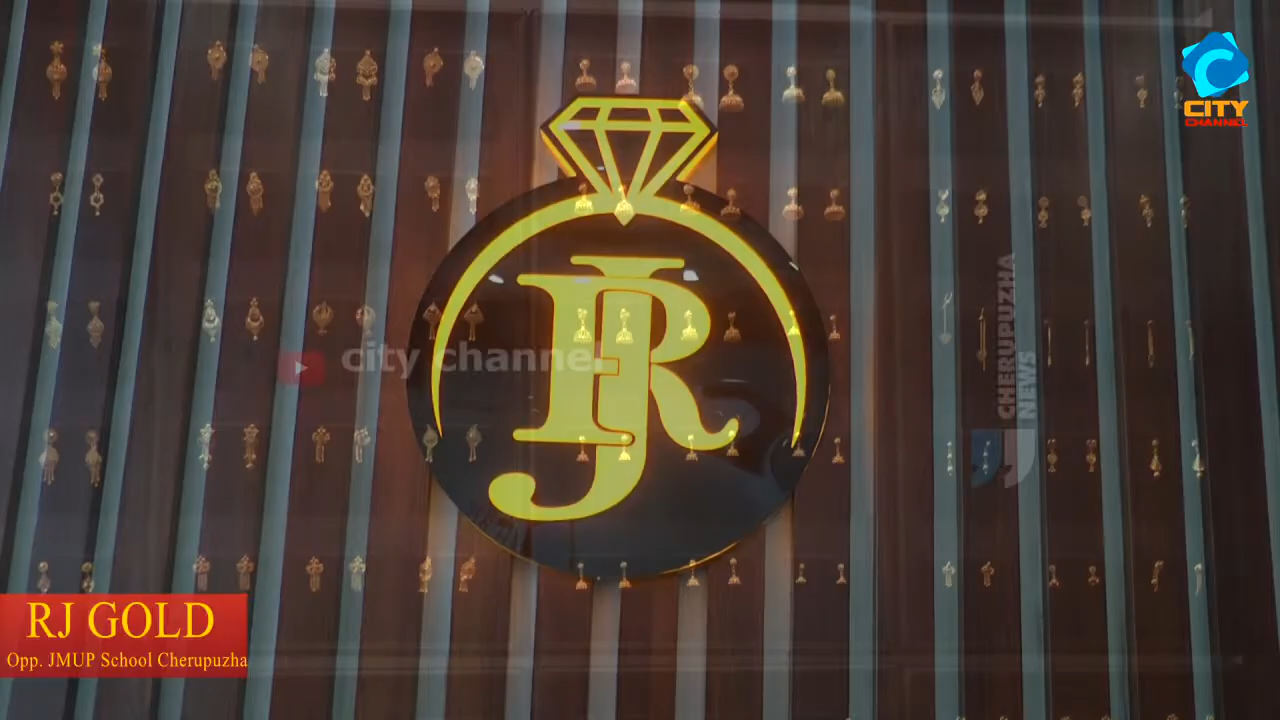 CITY
CHANNEL
RJ
city channel
CHERUPUZHA
NEWS
RJ GOLD
Opp. JMUP School Cherupuzha